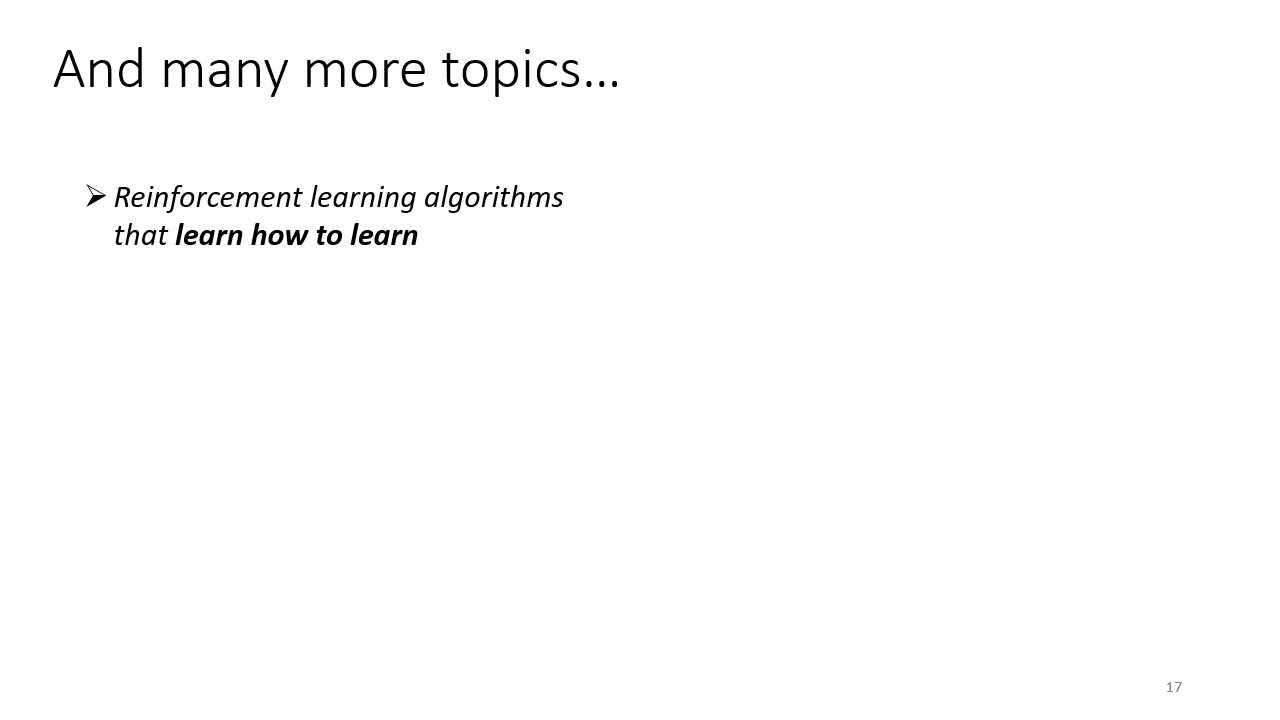 And many more topics…
➢ Reinforcement learning algorithms
that learn how to learn
17